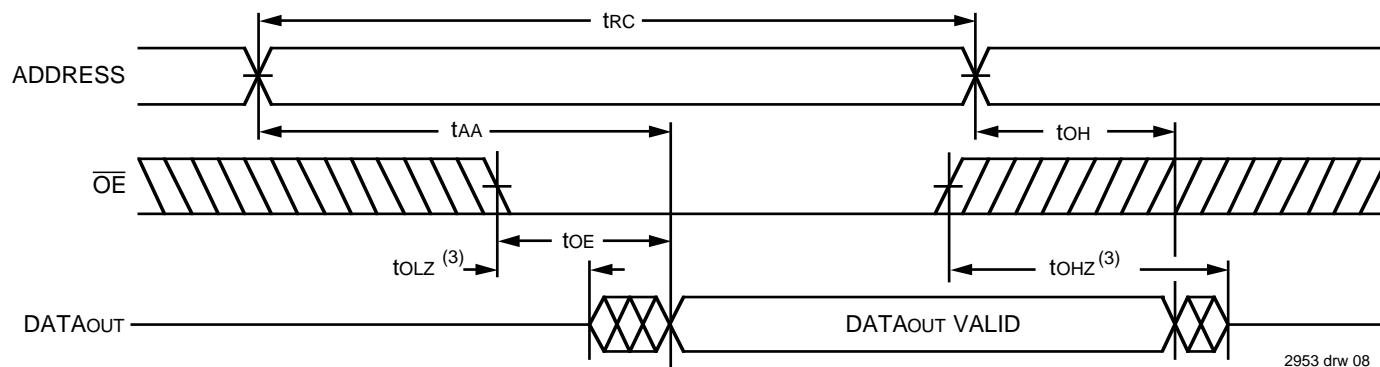 tRC
ADDRESS
tAA
tOH
OE
tOE
tOLZ (3)
tOHZ (3)
DATAOUT
DATAOUT VALID
2953 drw 08